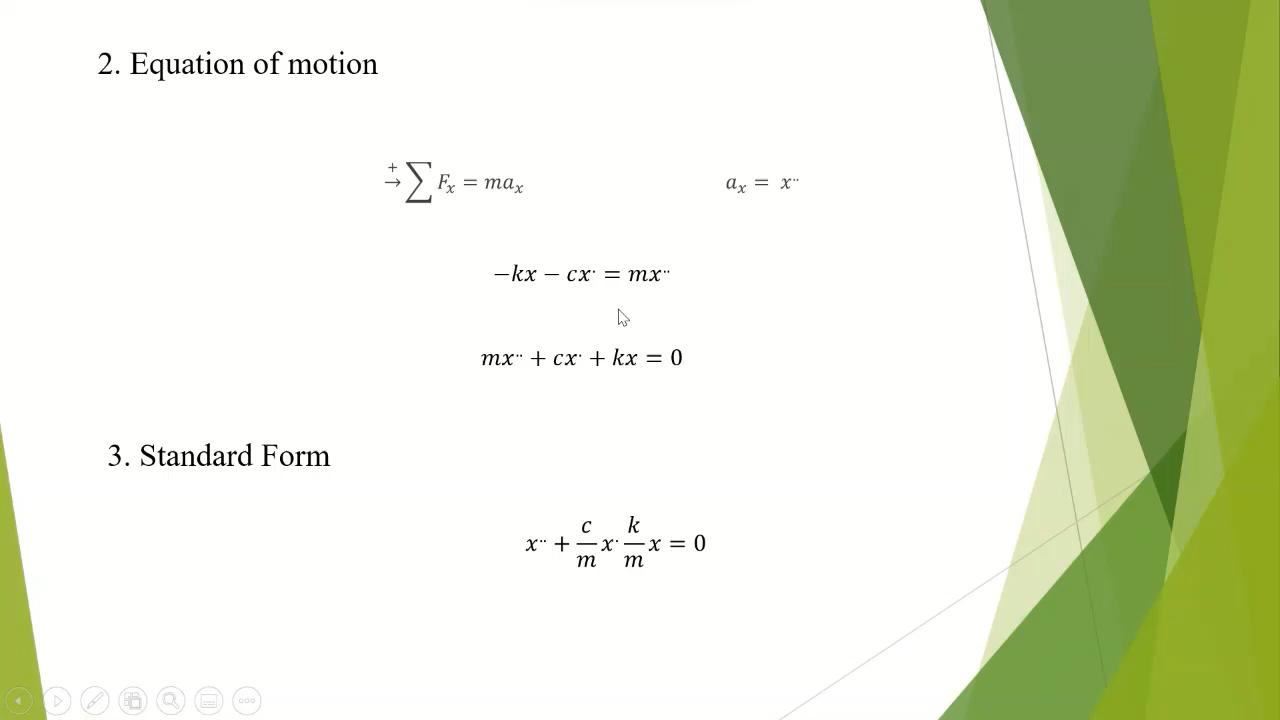 2. Equation of motion
+→ ∑ Fₓ = maₓ aₓ = x¨
−kx − cx˙ = mx¨
mx¨ + cx˙ + kx = 0
3. Standard Form
x¨ + c/m x˙ k/m x = 0